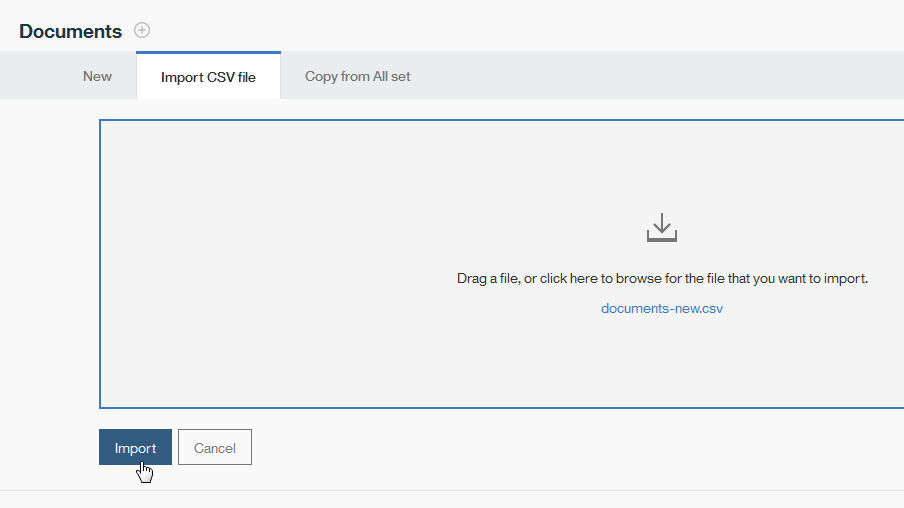 Documents
New Import CSV file Copy from All set
Drag a file, or click here to browse for the file that you want to import.
documents-new.csv
Import Cancel